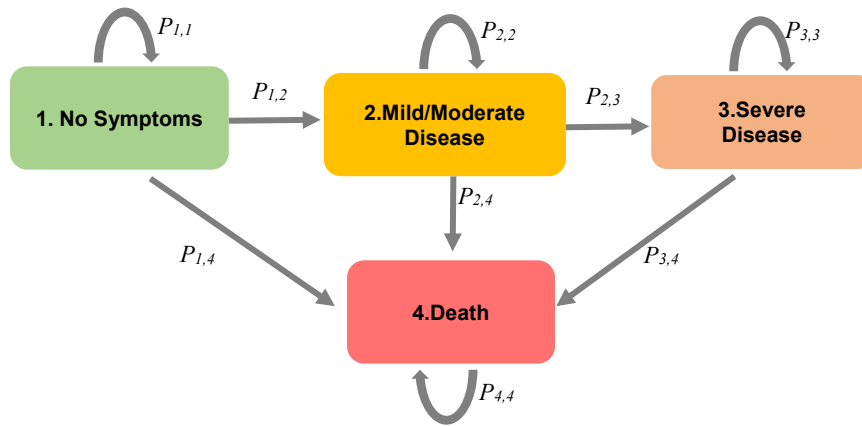 P1,1
P2,2
P3,3
1. No Symptoms
P1,2
2.Mild/Moderate
Disease
P2,3
3.Severe
Disease
P1,4
P2,4
P3,4
4.Death
P4,4